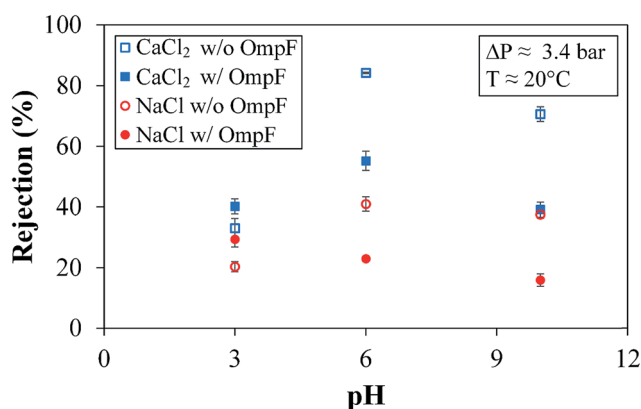 100
80
60
40
20
0
Rejection (%)
CaCl₂ w/o OmpF
CaCl₂ w/ OmpF
NaCl w/o OmpF
NaCl w/ OmpF
ΔP ≈ 3.4 bar
T ≈ 20°C
0 3 6 9 12
pH